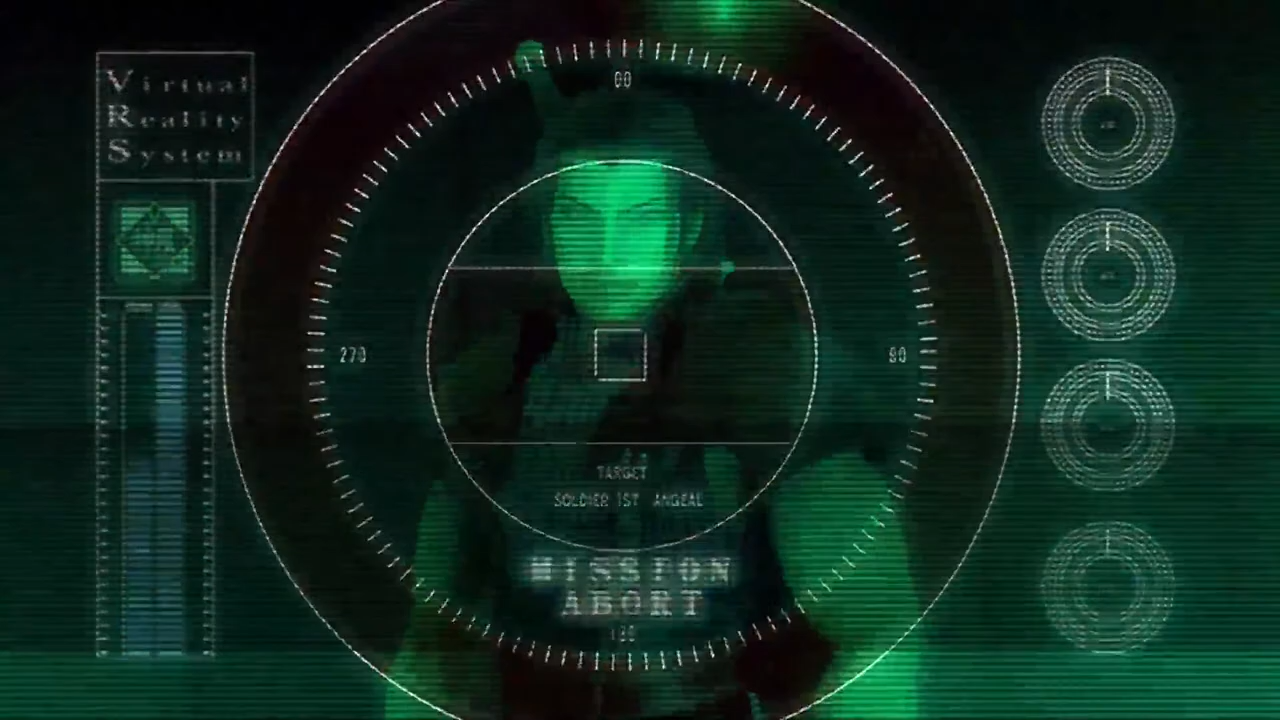 Virtual
Reality
System
00
270
90
TARGET
SOLDIER 1ST ANGEAL
MISSION
ABORT
180